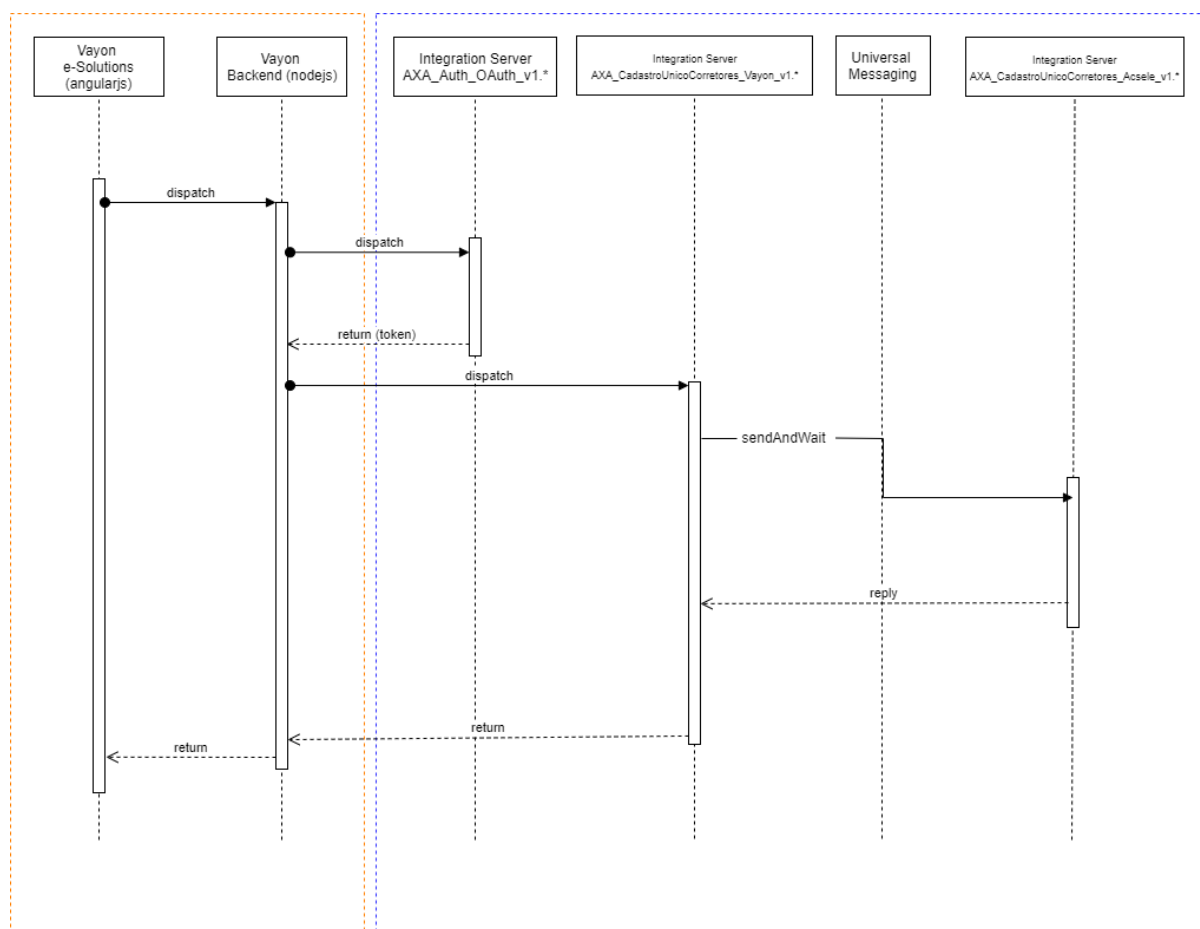 Vayon
e-Solutions
(angularjs)
Vayon
Backend (nodejs)
Integration Server
AXA_Auth_OAuth_v1.*
Integration Server
AXA_CadastroUnicoCorretores_Vayon_v1.*
Universal
Messaging
Integration Server
AXA_CadastroUnicoCorretores_Acsele_v1.*
dispatch
dispatch
return (token)
dispatch
sendAndWait
reply
return
return